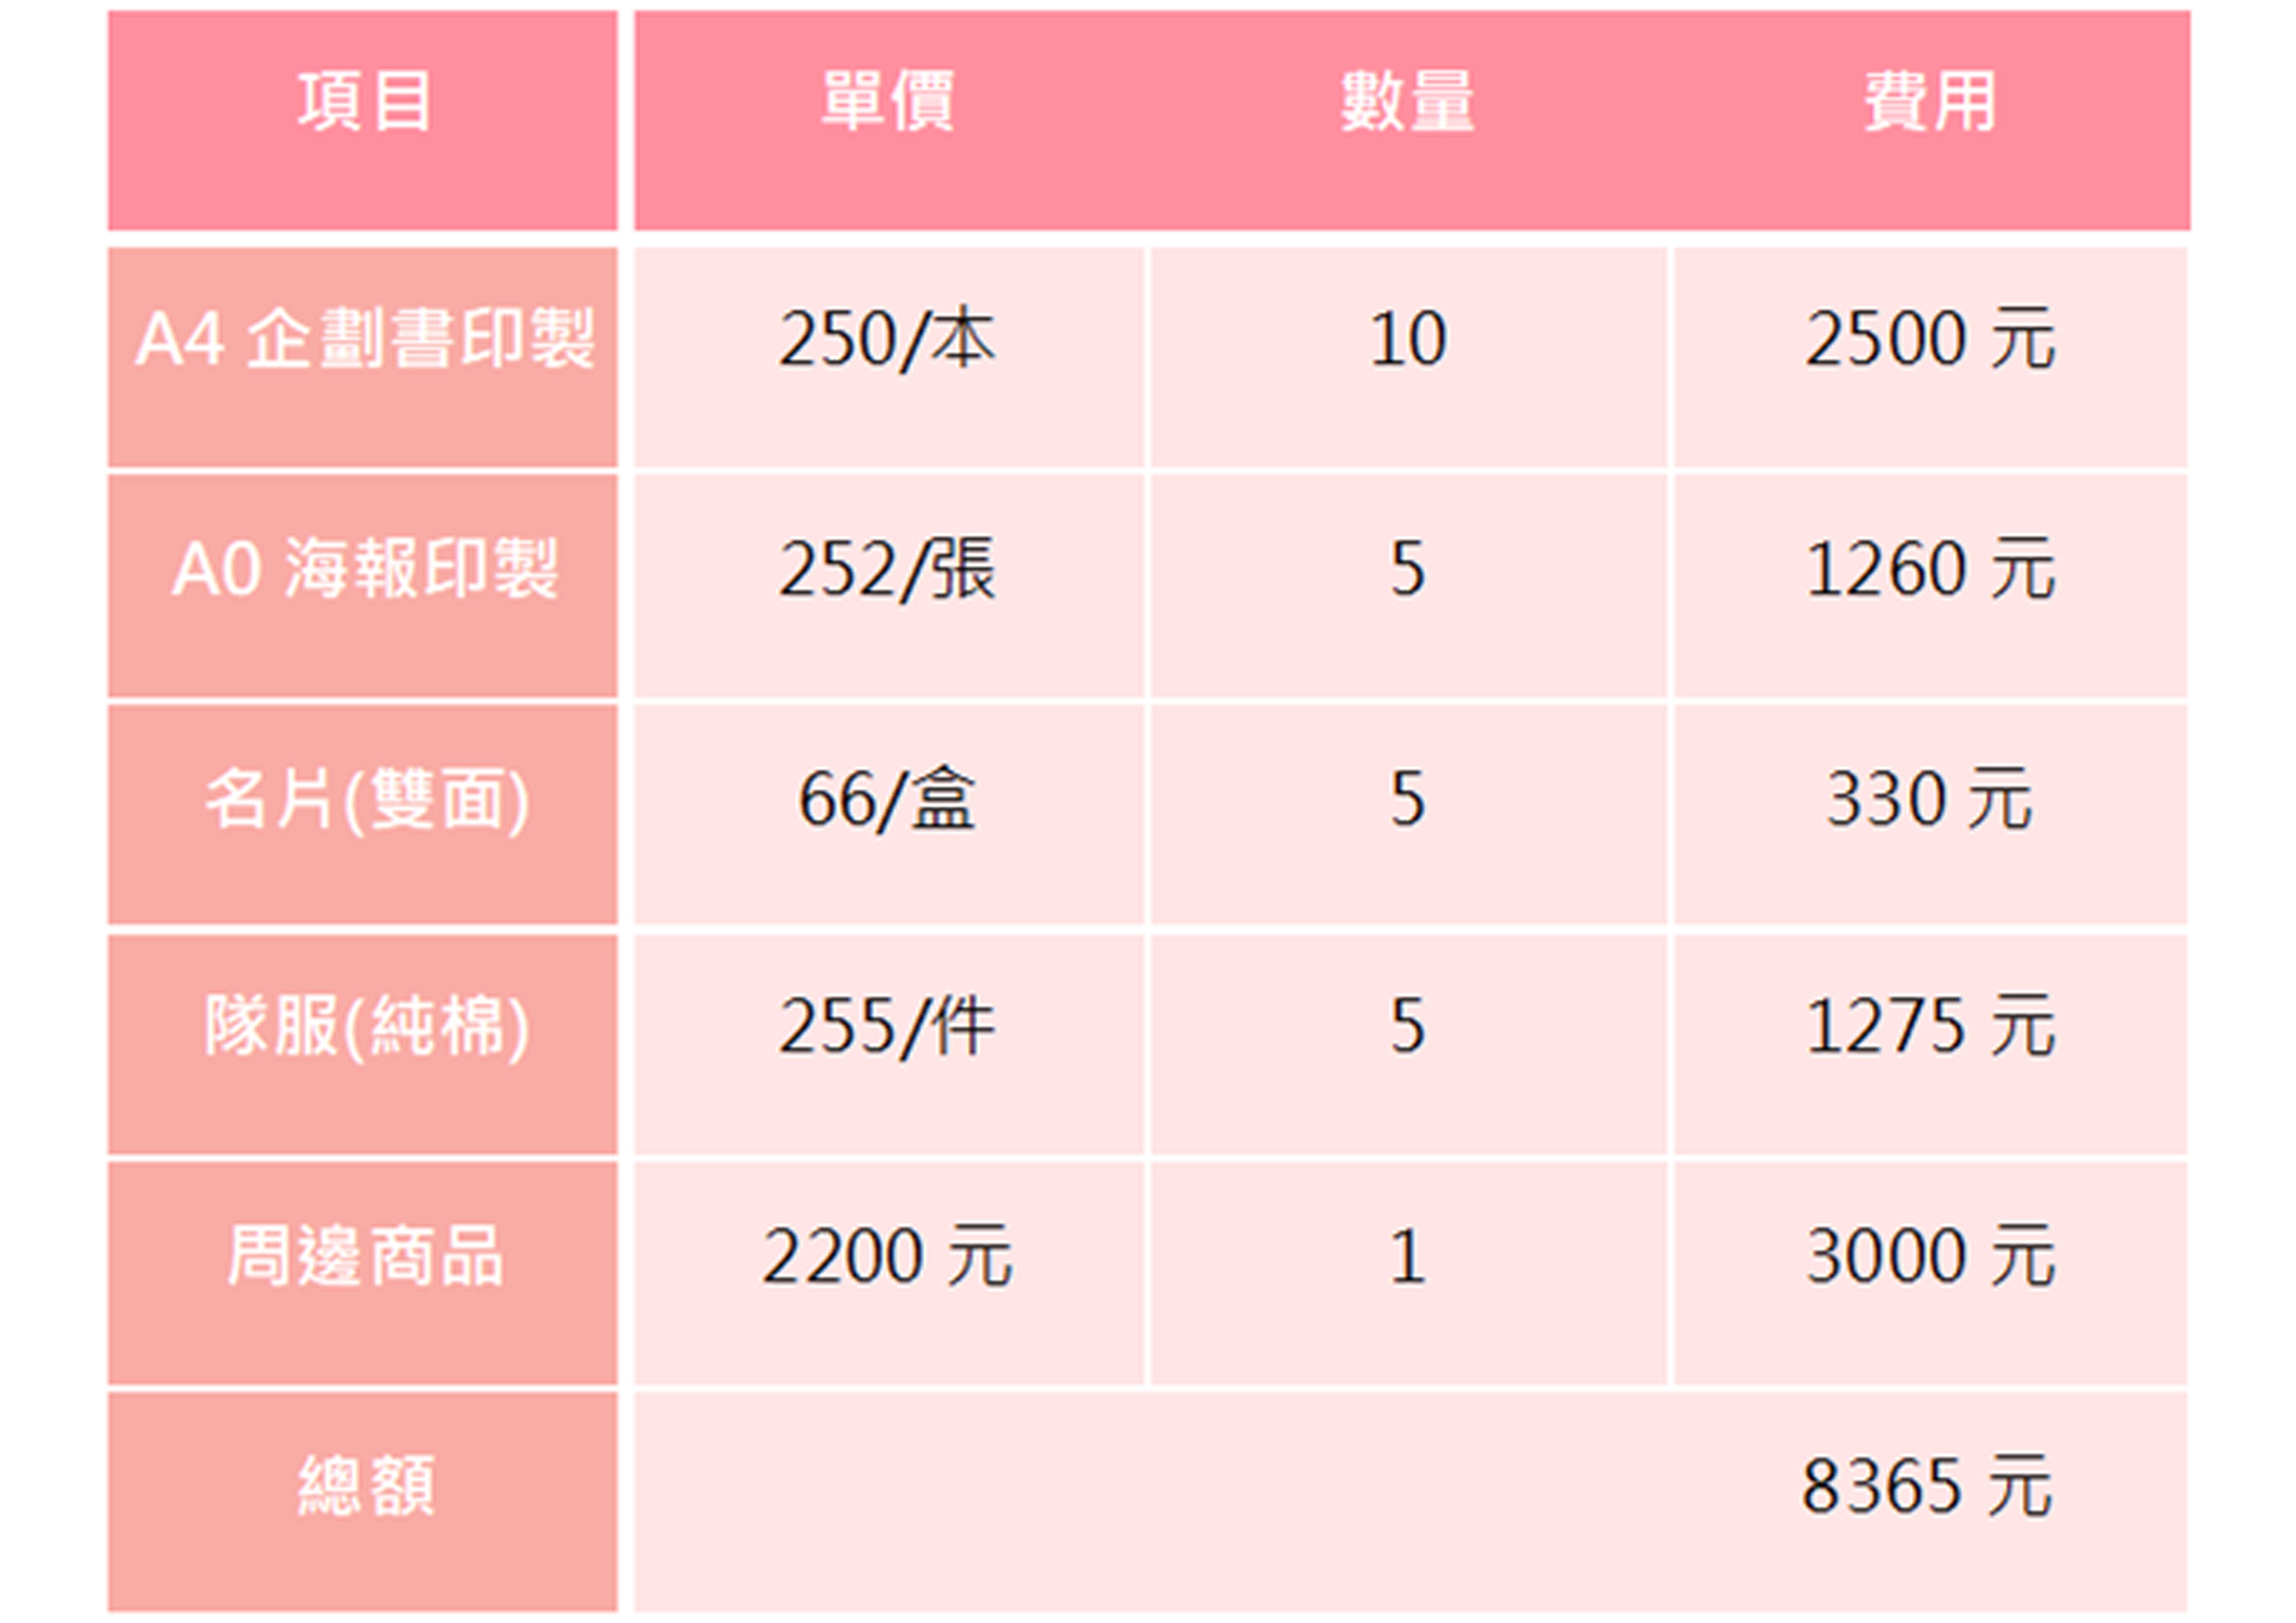 項目 單價 數量 費用
A4 企劃書印製 250/本 10 2500 元
A0 海報印製 252/張 5 1260 元
名片(雙面) 66/盒 5 330 元
隊服(純棉) 255/件 5 1275 元
周邊商品 2200 元 1 3000 元
總額 8365 元